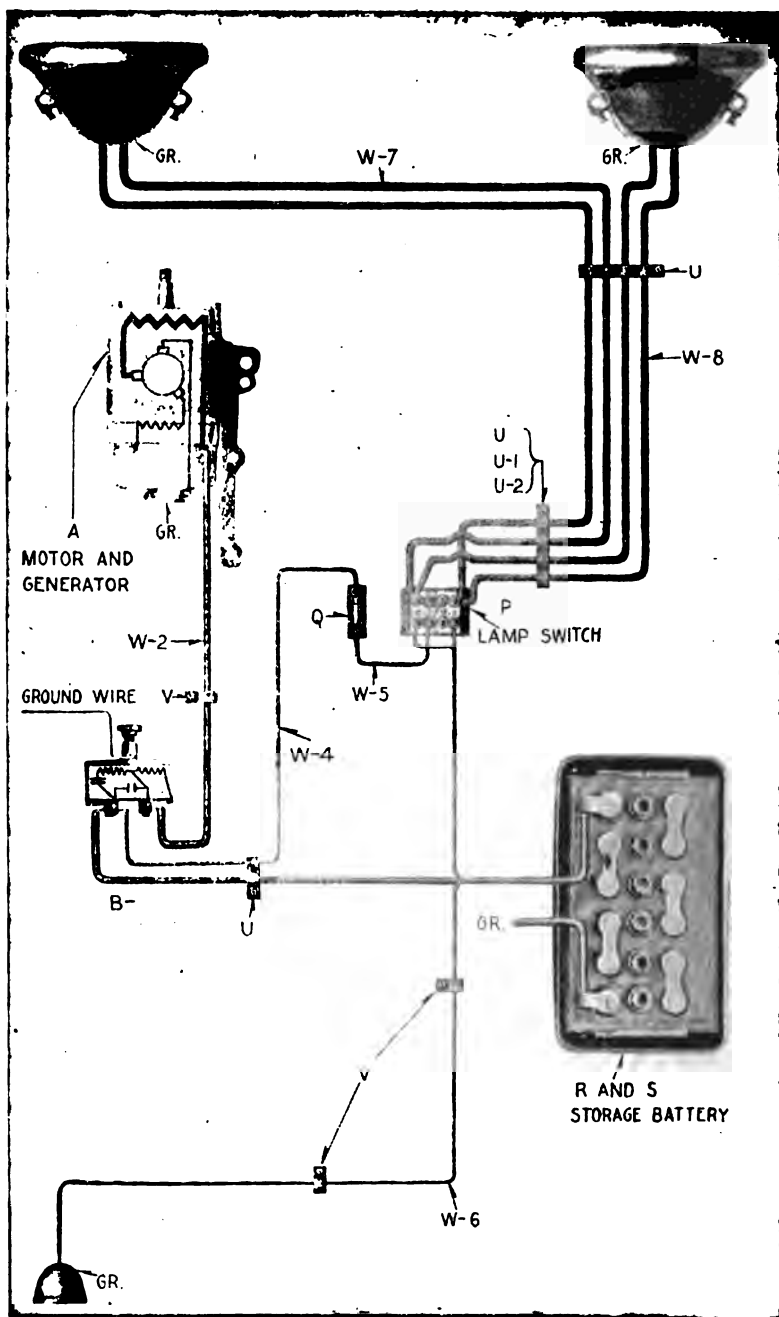 GR.
W-7
GR.
U
W-8
U
U-1
U-2
A
MOTOR AND
GENERATOR
GR.
P
LAMP SWITCH
Q
W-2
W-5
GROUND WIRE
V
W-4
B-
U
GR.
V
R AND S
STORAGE BATTERY
W-6
GR.